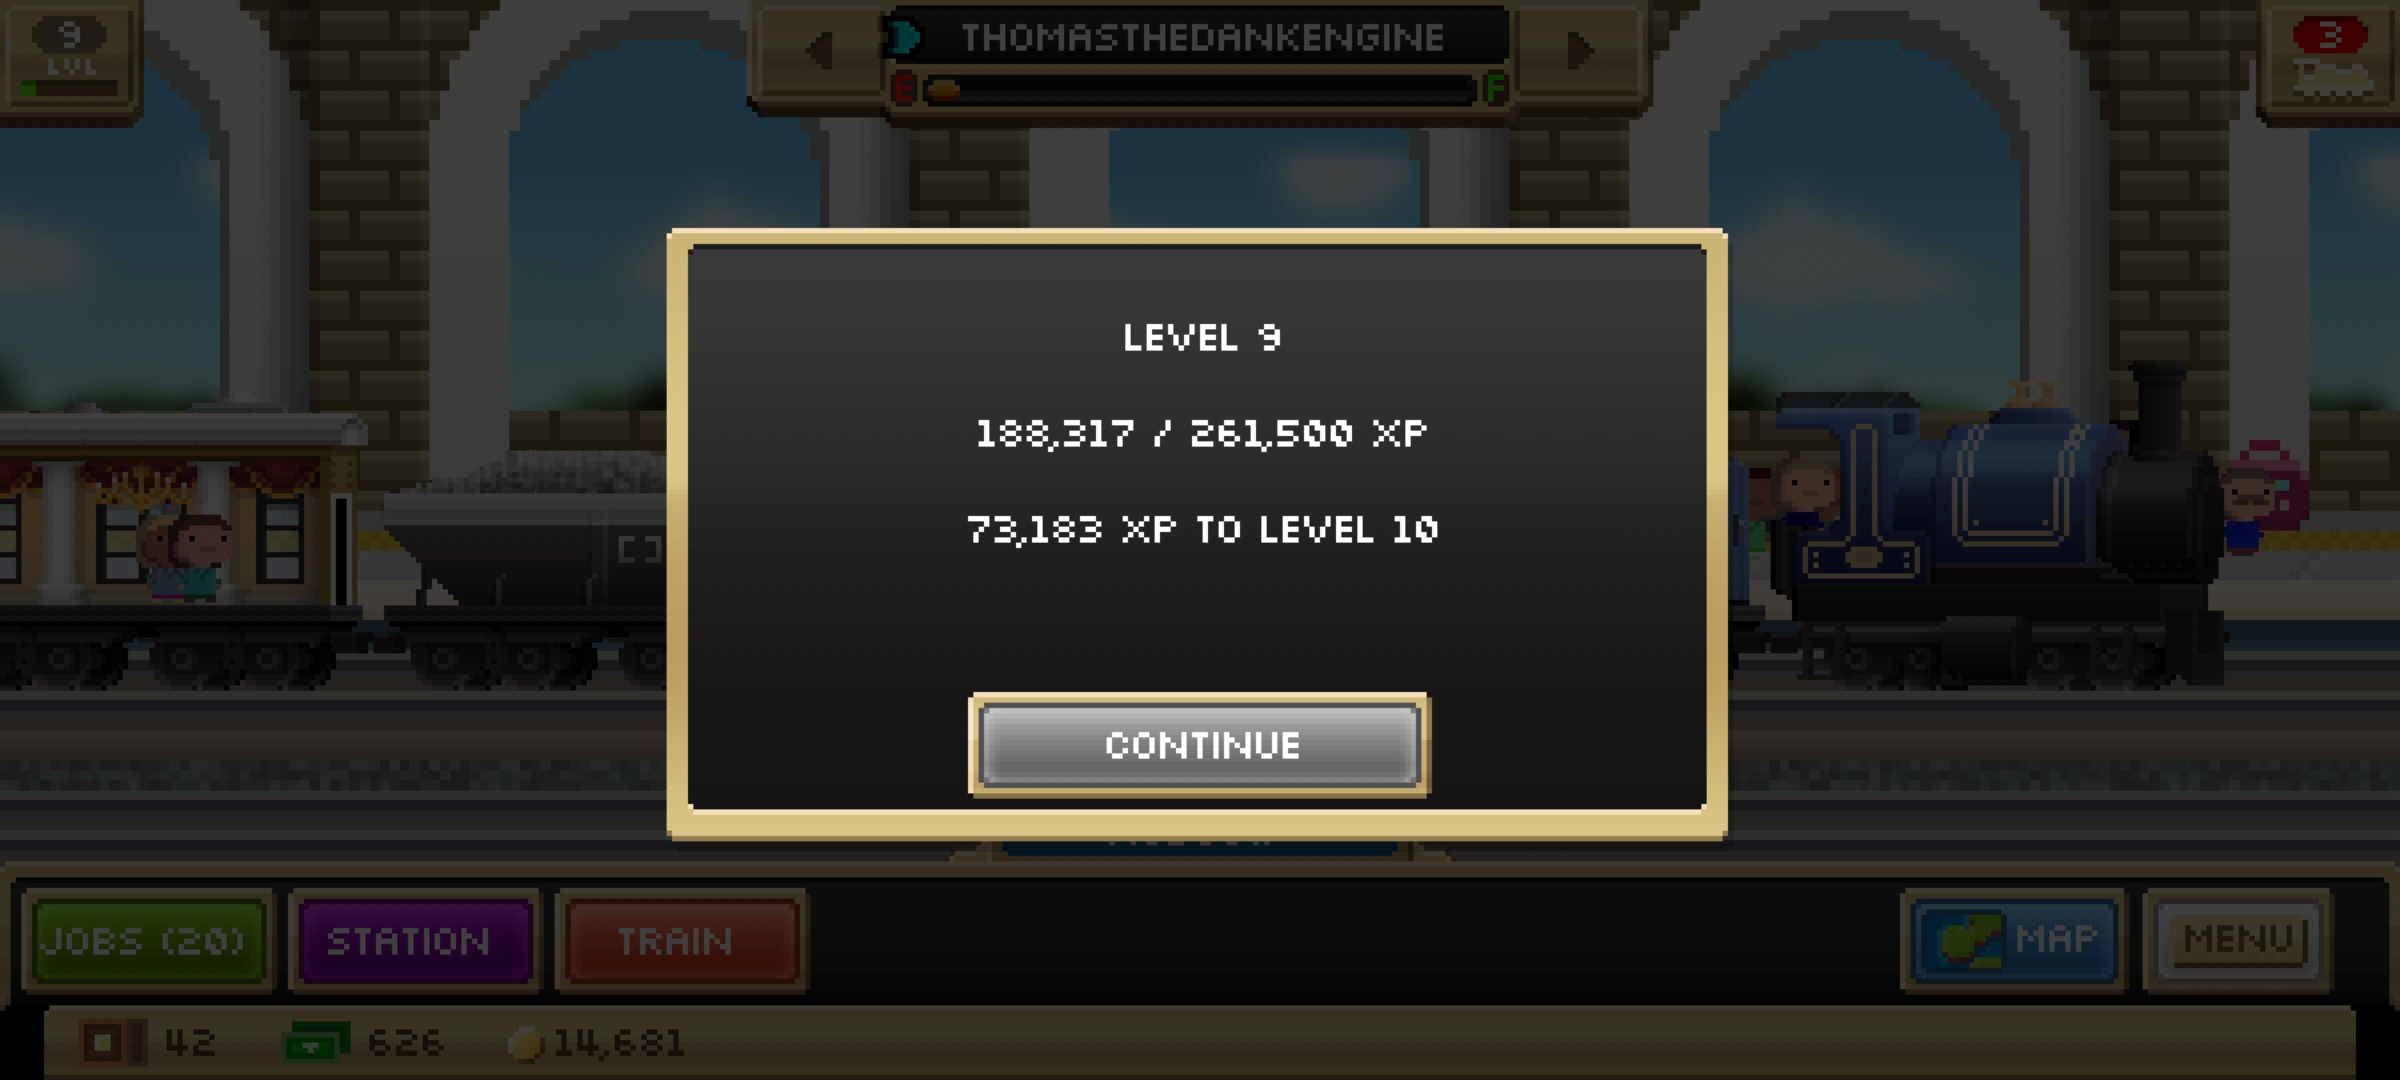 9
LVL
THOMASTHEDANKENGINE
E F
3
LEVEL 9
188,317 / 261,500 XP
73,183 XP TO LEVEL 10
CONTINUE
JOBS (20)
STATION
TRAIN
MAP
MENU
42
626
14,681